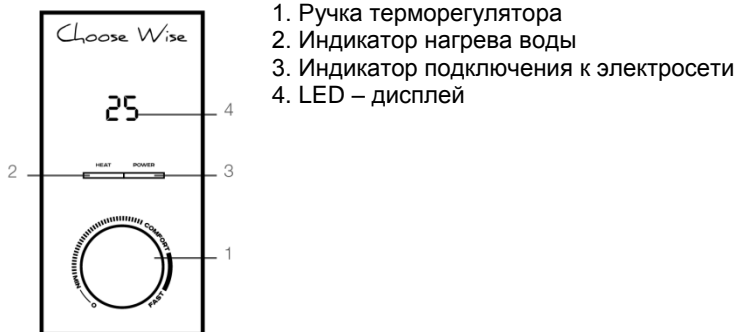 Choose Wise
25
4
HEAT POWER
2
3
COMFORT
1
FAST
MIN
O
1. Ручка терморегулятора
2. Индикатор нагрева воды
3. Индикатор подключения к электросети
4. LED – дисплей